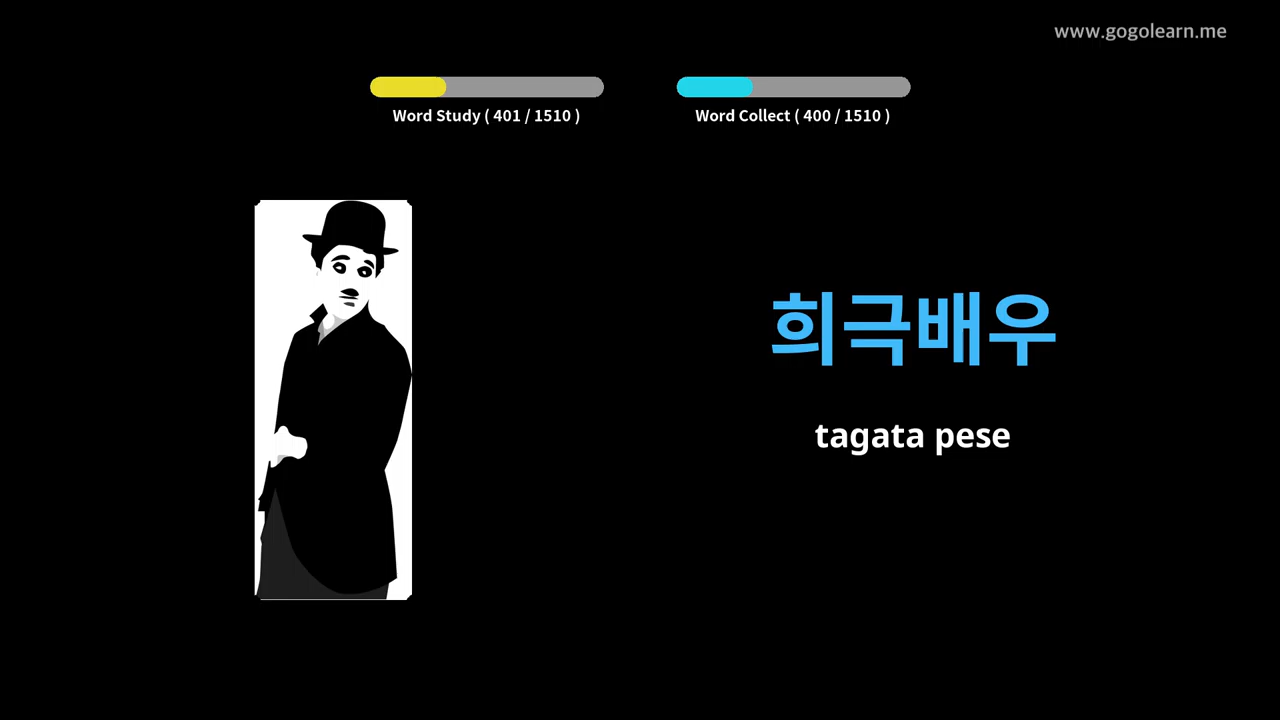 www.gogolearn.me
Word Study ( 401 / 1510 )
Word Collect ( 400 / 1510 )
희극배우
tagata pese